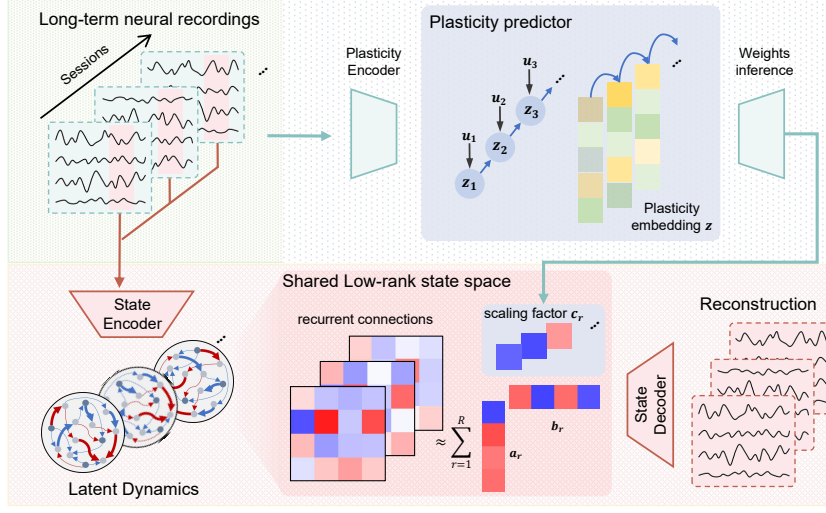 Long-term neural recordings
Sessions
...
Plasticity
Encoder
Plasticity predictor
u1
u2
u3
...
z1
z2
z3
...
Plasticity
embedding z
Weights
inference
State
Encoder
...
Latent Dynamics
Shared Low-rank state space
recurrent connections
scaling factor cr
...
≈ ∑ R r=1
ar
br
State
Decoder
Reconstruction